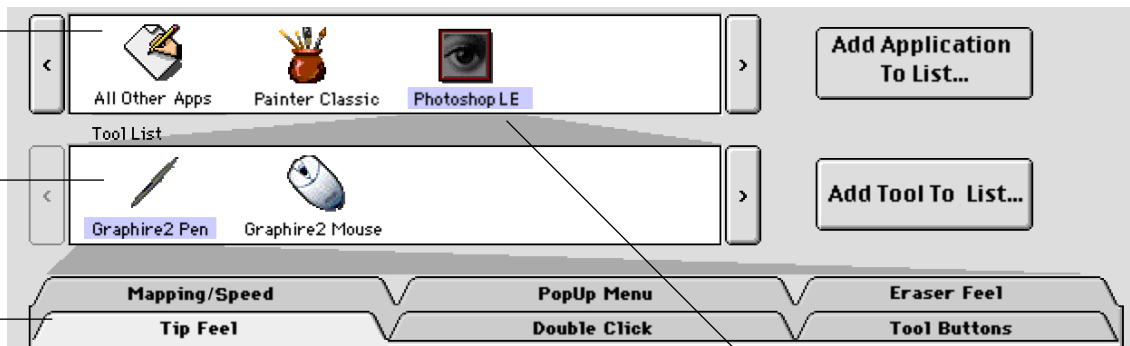 All Other Apps Painter Classic Photoshop LE
Add Application
To List...
Tool List
Graphire2 Pen Graphire2 Mouse
Add Tool To List...
Mapping/Speed PopUp Menu Eraser Feel
Tip Feel Double Click Tool Buttons